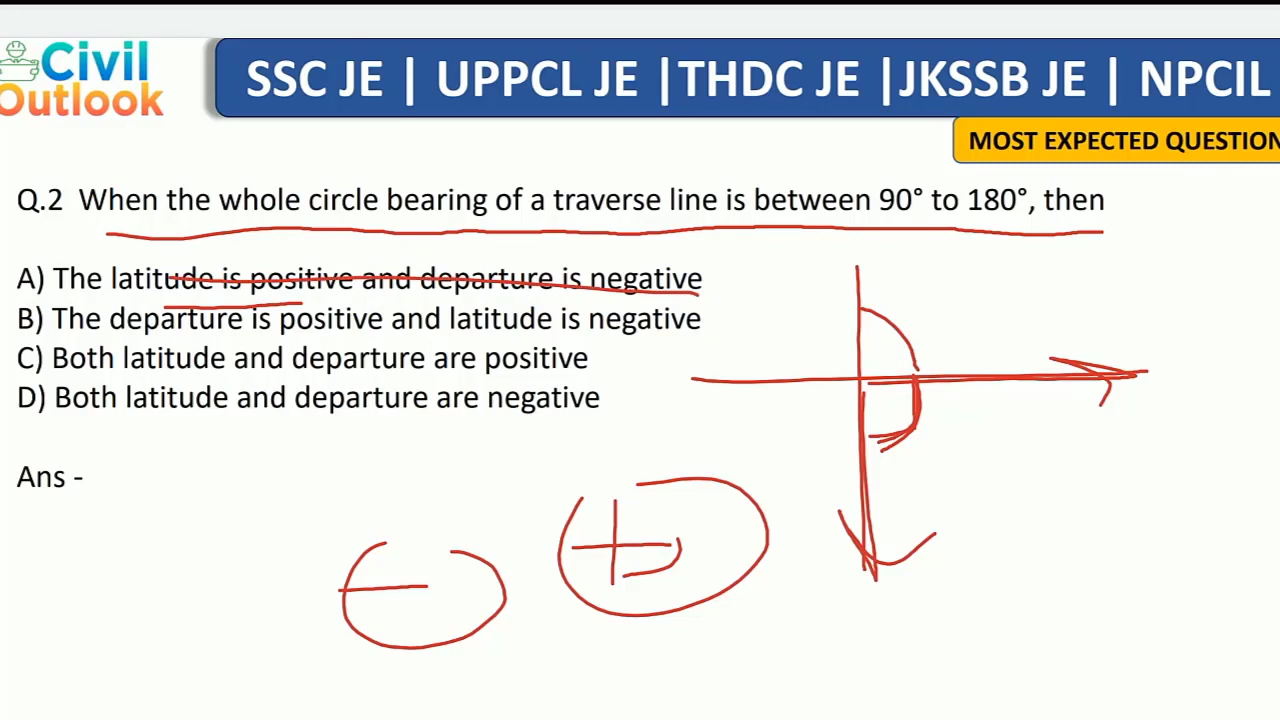 Civil
Outlook
SSC JE | UPPCL JE |THDC JE |JKSSB JE | NPCIL
MOST EXPECTED QUESTION
Q.2 When the whole circle bearing of a traverse line is between 90° to 180°, then
A) The latitude is positive and departure is negative
B) The departure is positive and latitude is negative
C) Both latitude and departure are positive
D) Both latitude and departure are negative
Ans -